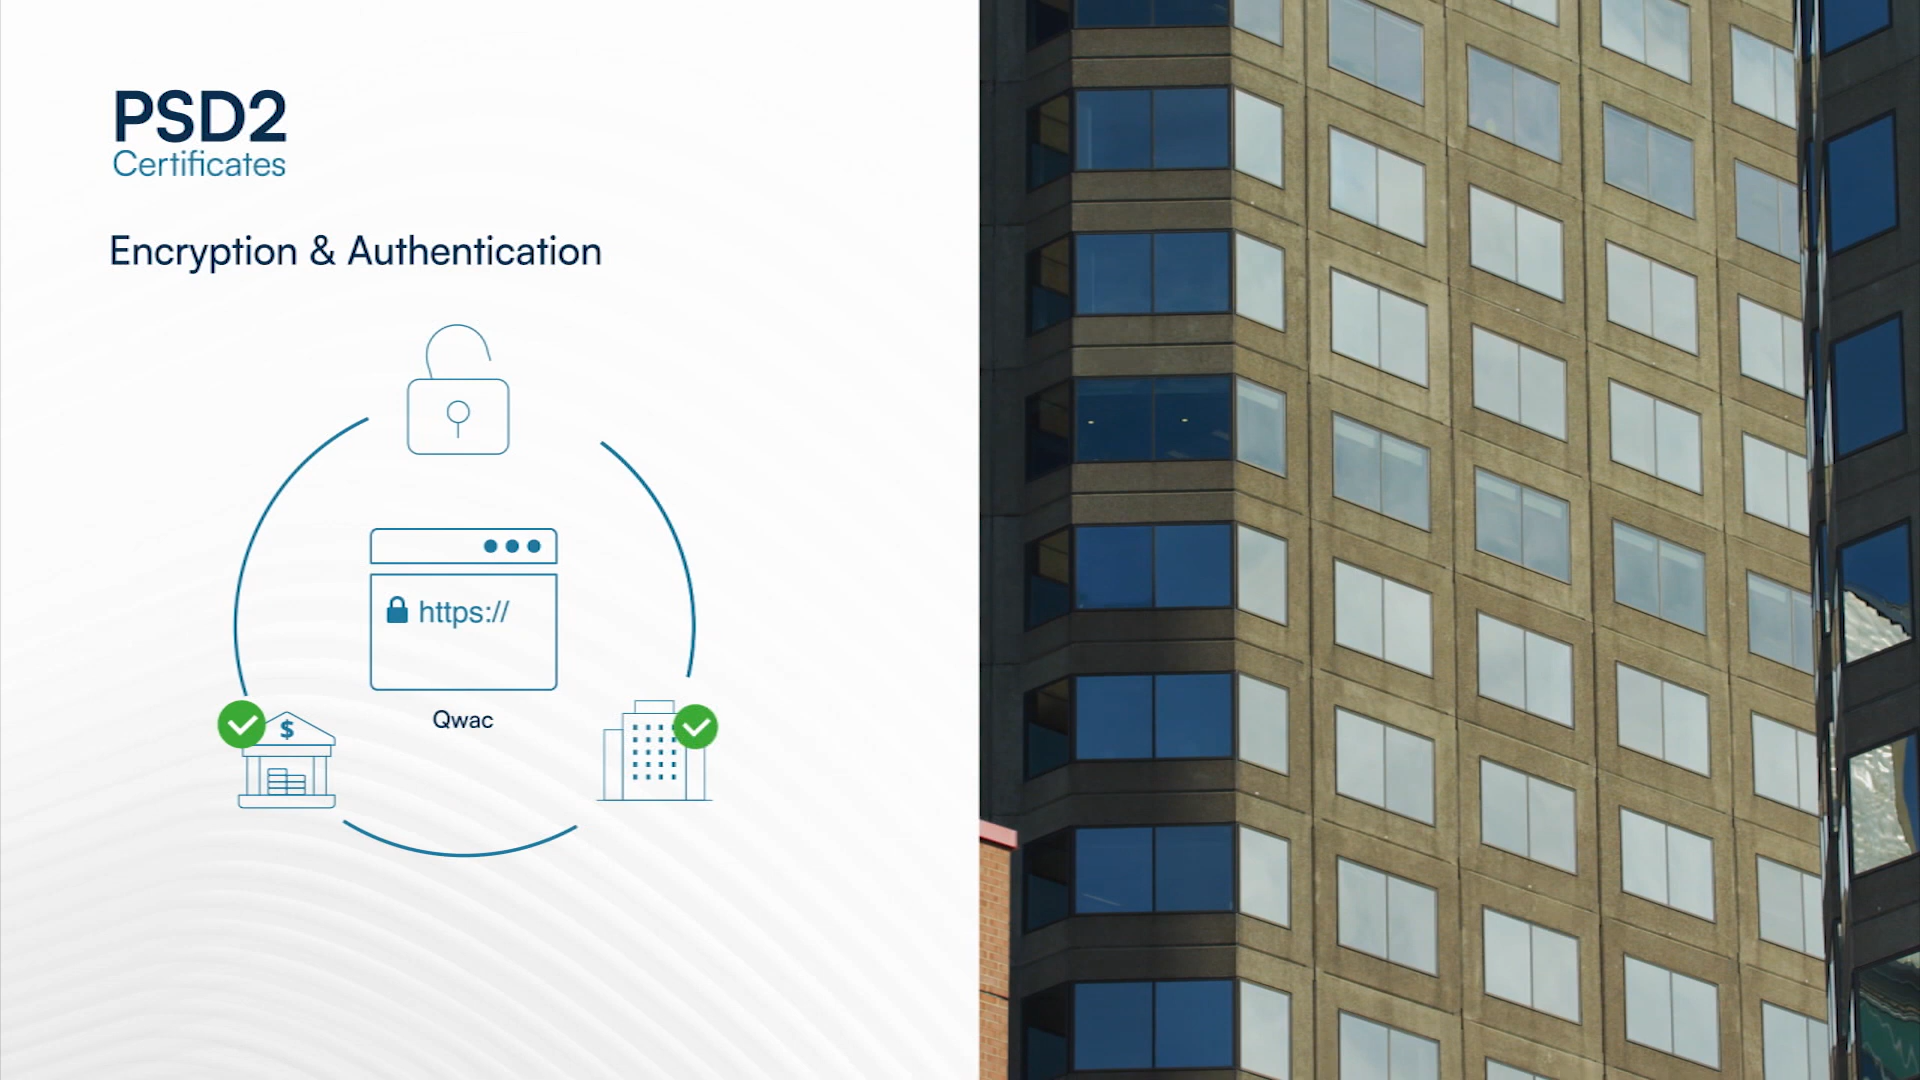 PSD2
Certificates
Encryption & Authentication
https://
$
Qwac